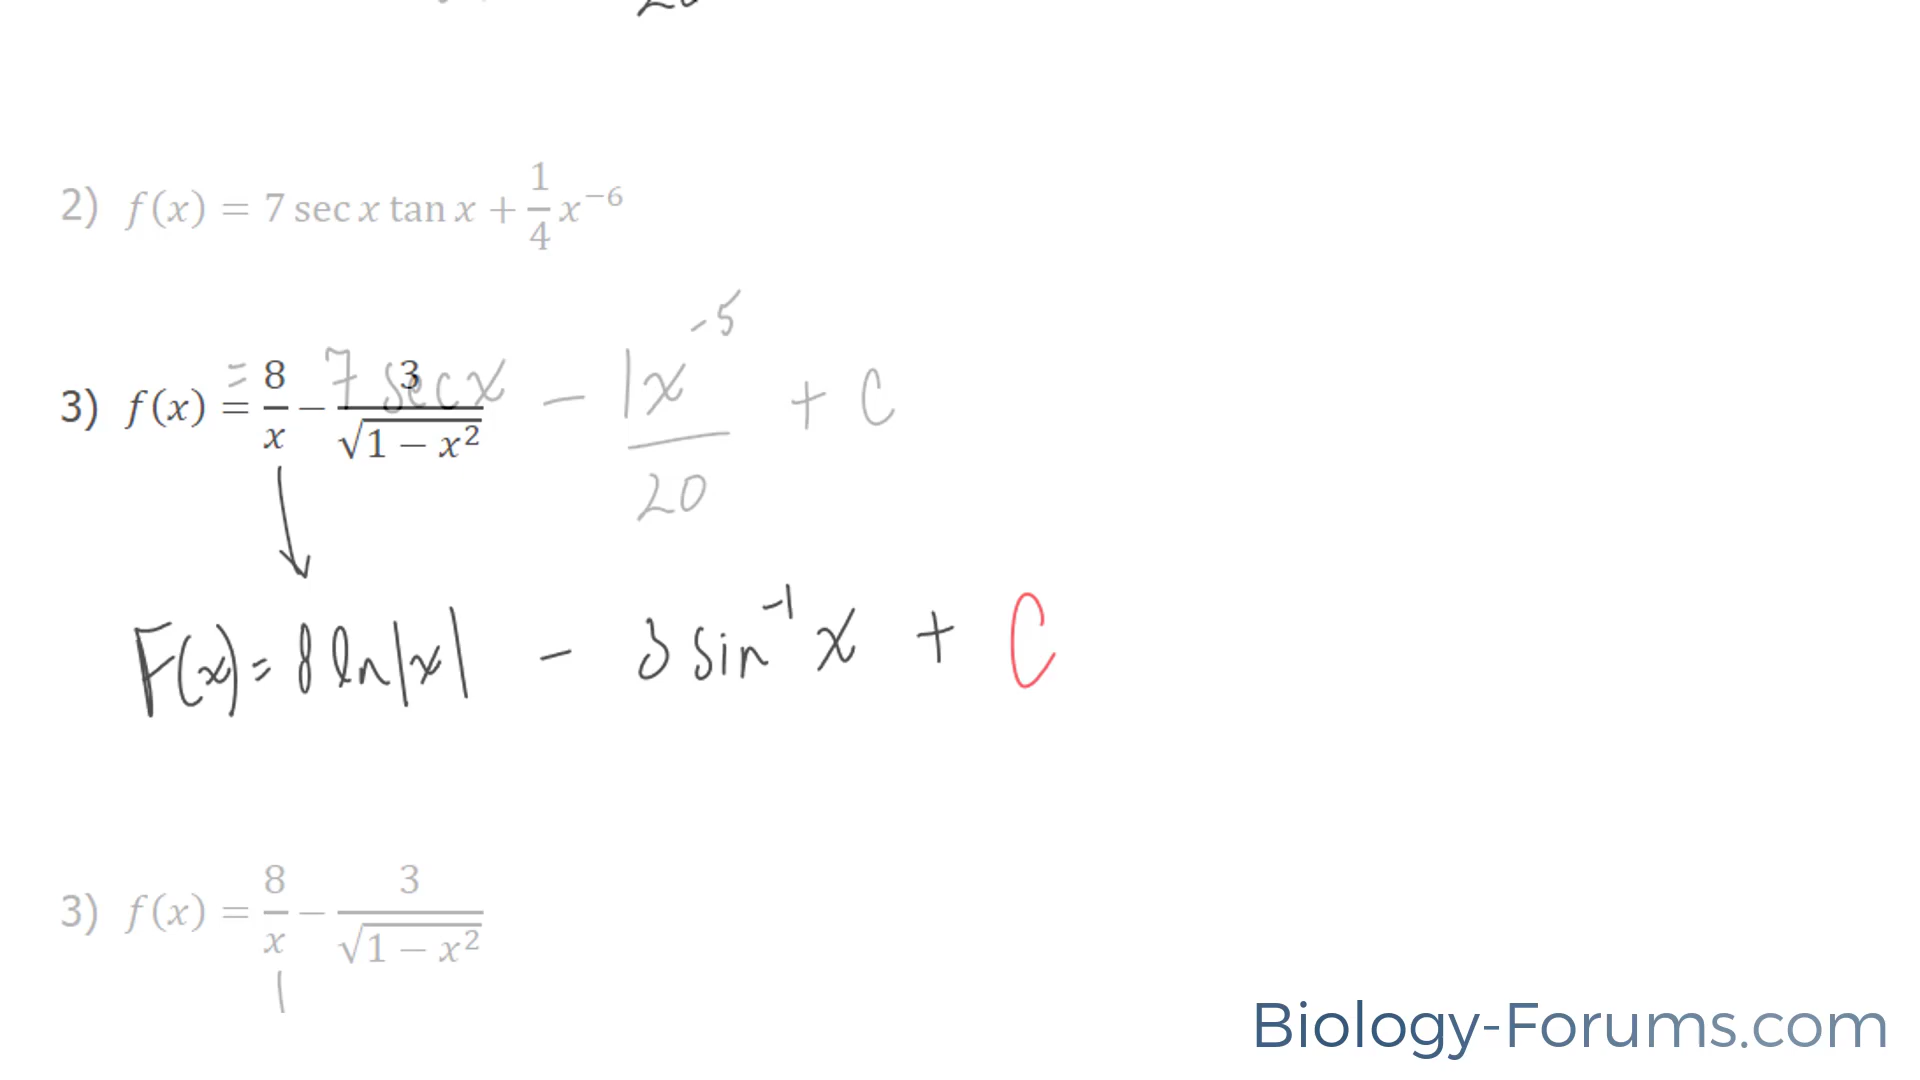 2) f(x) = 7 sec x tan x + 1/4 x⁻⁶
= 7 sec x − 1x⁻⁵/20 + C
3) f(x) = 8/x − 3/√(1 − x²)
F(x) = 8 ln|x| − 3 sin⁻¹ x + C
3) f(x) = 8/x − 3/√(1 − x²)
Biology-Forums.com